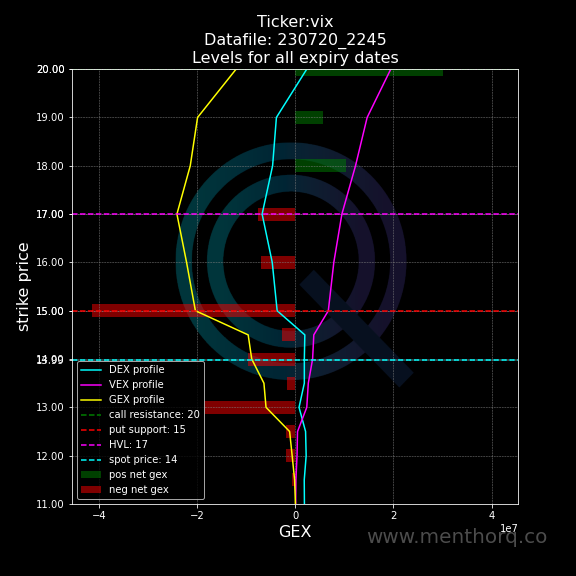 Ticker:vix
Datafile: 230720_2245
Levels for all expiry dates
20.00
19.00
18.00
17.00
16.00
15.00
13.00
12.00
11.00
strike price
DEX profile
VEX profile
GEX profile
call resistance: 20
put support: 15
HVL: 17
spot price: 14
pos net gex
neg net gex
−4
−2
0
2
4
1e7
GEX
www.menthorq.co